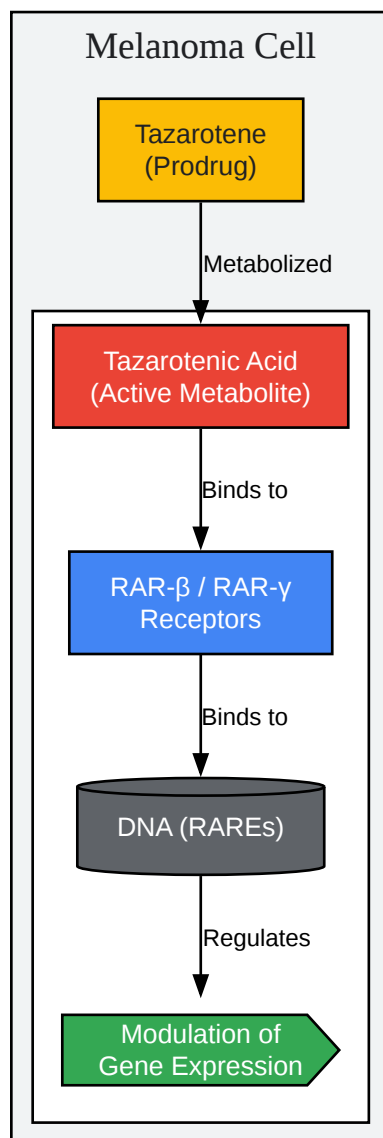 Melanoma Cell
Tazarotene
(Prodrug)
Metabolized
Tazarotenic Acid
(Active Metabolite)
Binds to
RAR-β / RAR-γ
Receptors
Binds to
DNA (RAREs)
Regulates
Modulation of
Gene Expression